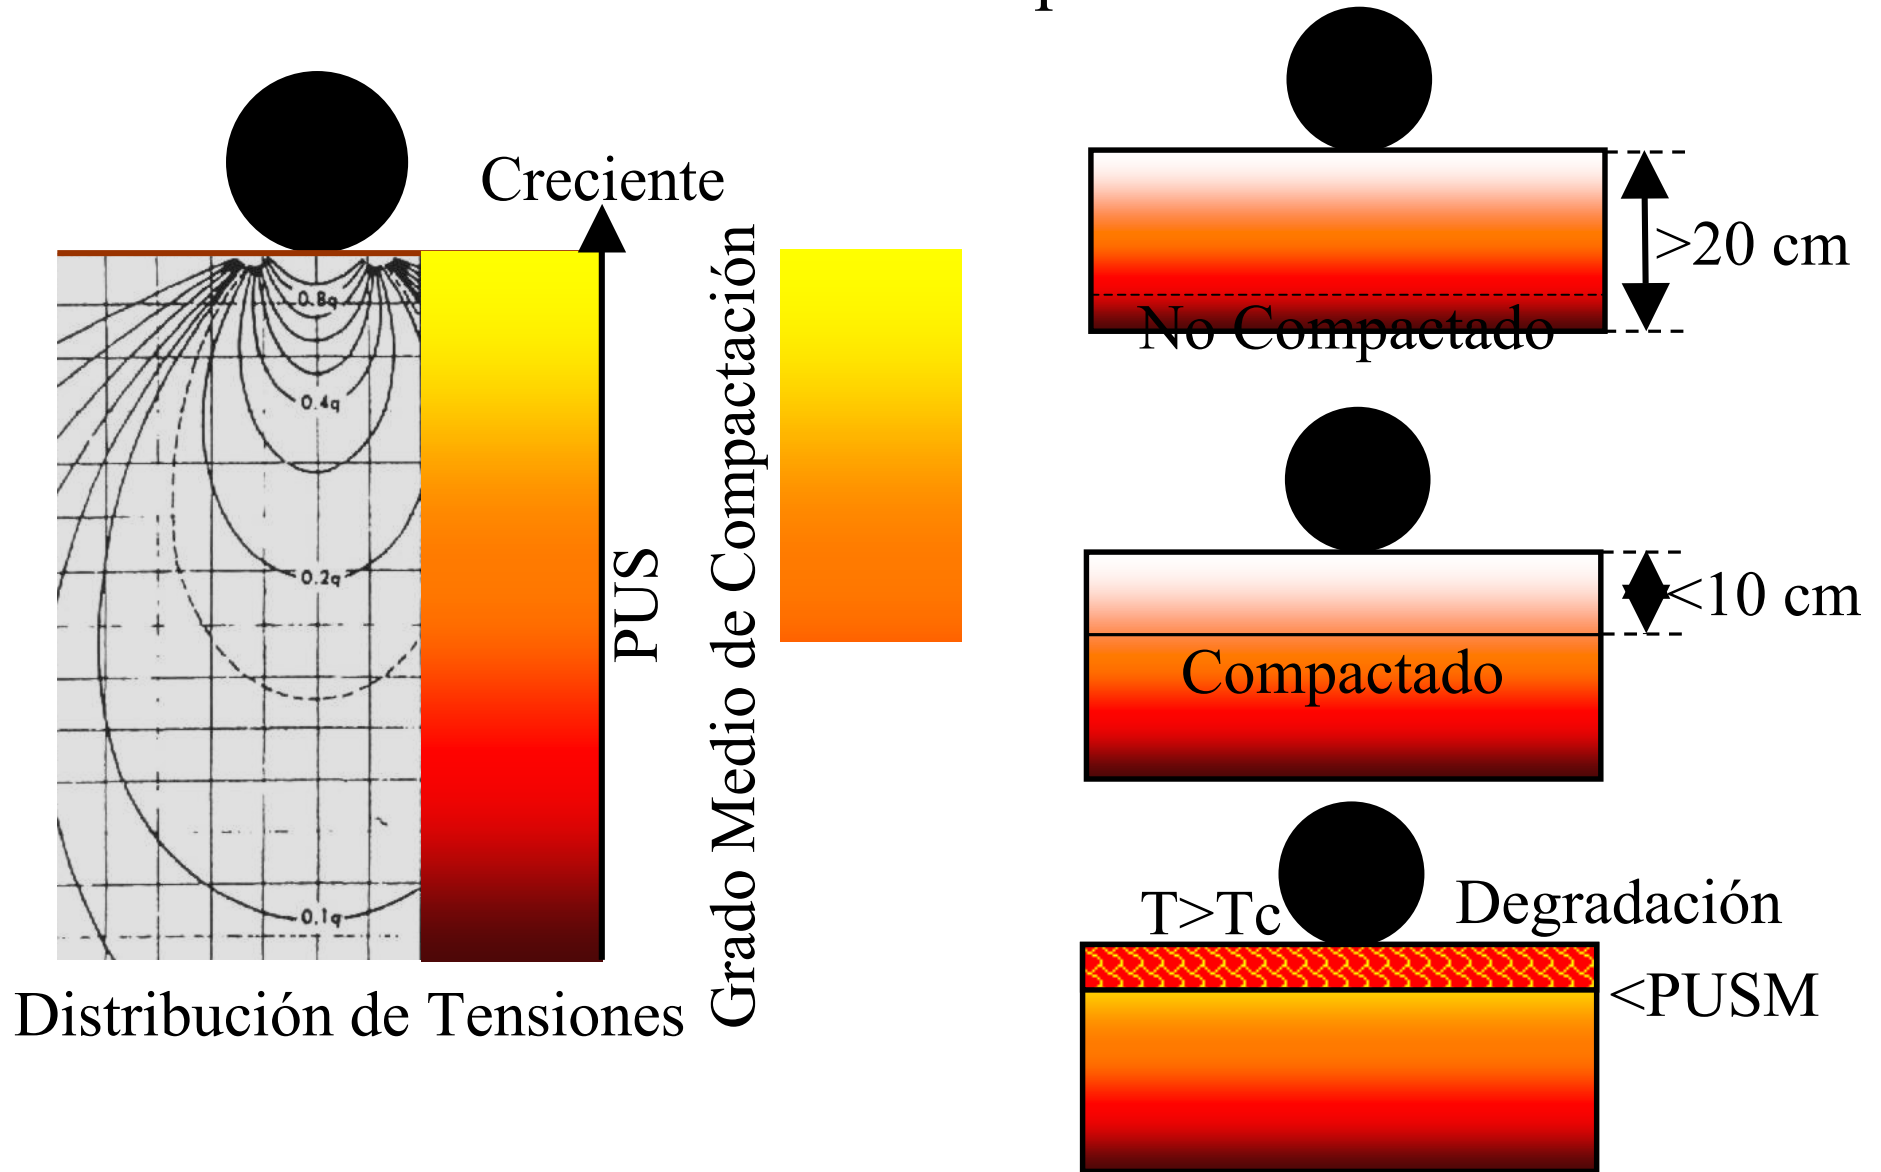 Creciente
0.8q
0.4q
0.2q
0.1q
PUS
Distribución de Tensiones
Grado Medio de Compactación
>20 cm
No Compactado
<10 cm
Compactado
T>Tc
Degradación
<PUSM